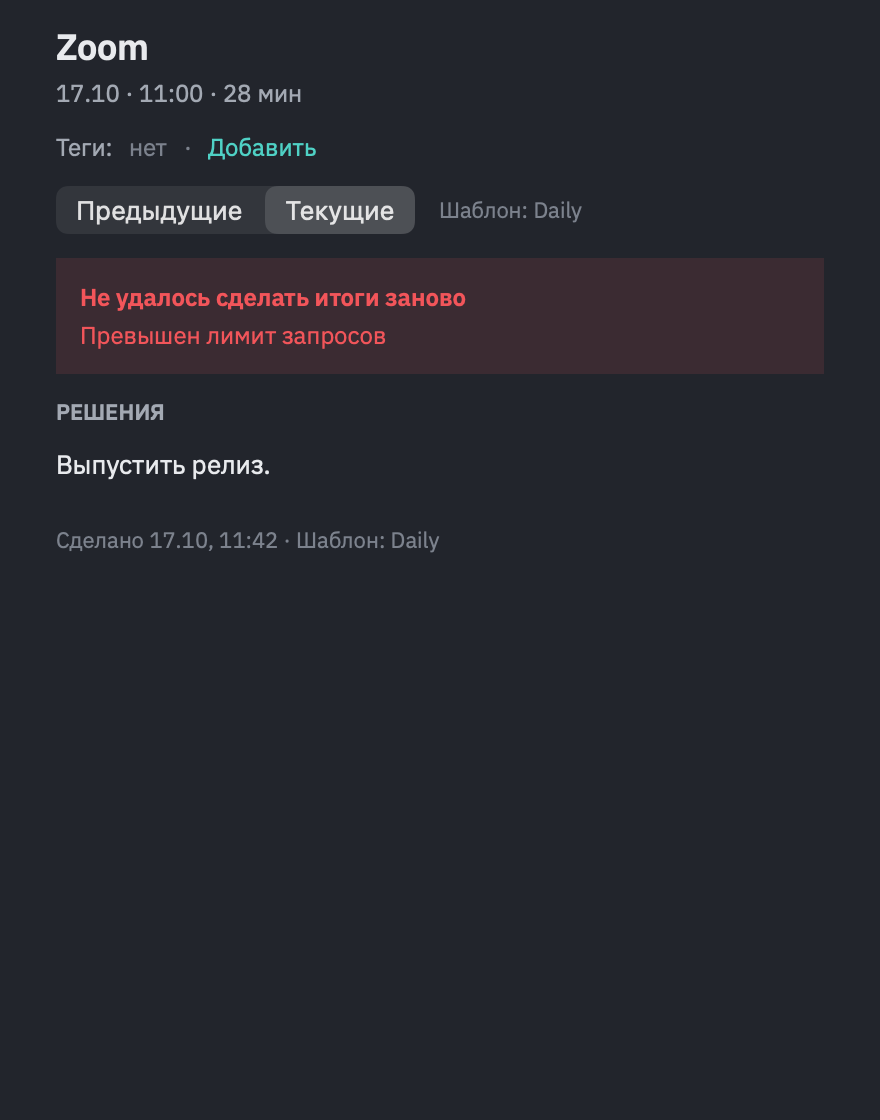 Zoom
17.10 · 11:00 · 28 мин
Теги: нет · Добавить
Предыдущие Текущие Шаблон: Daily
Не удалось сделать итоги заново
Превышен лимит запросов
РЕШЕНИЯ
Выпустить релиз.
Сделано 17.10, 11:42 · Шаблон: Daily